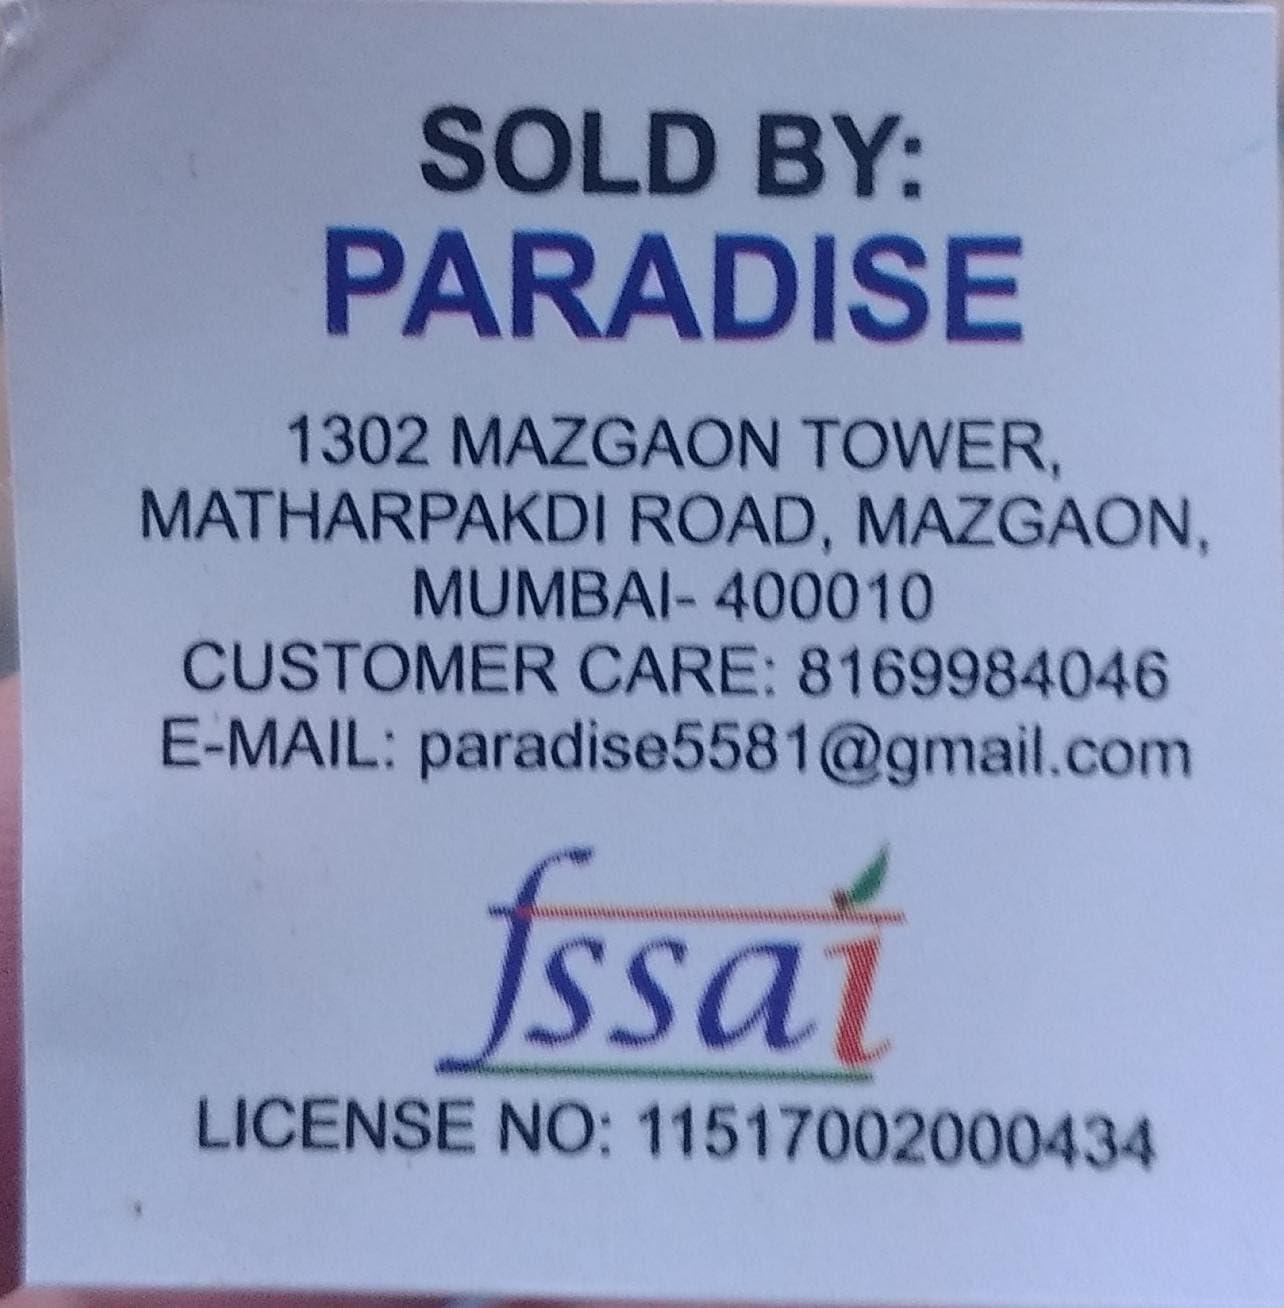 SOLD BY:
PARADISE
1302 MAZGAON TOWER,
MATHARPAKDI ROAD, MAZGAON,
MUMBAI- 400010
CUSTOMER CARE: 8169984046
E-MAIL: paradise5581@gmail.com
fssai
LICENSE NO: 11517002000434